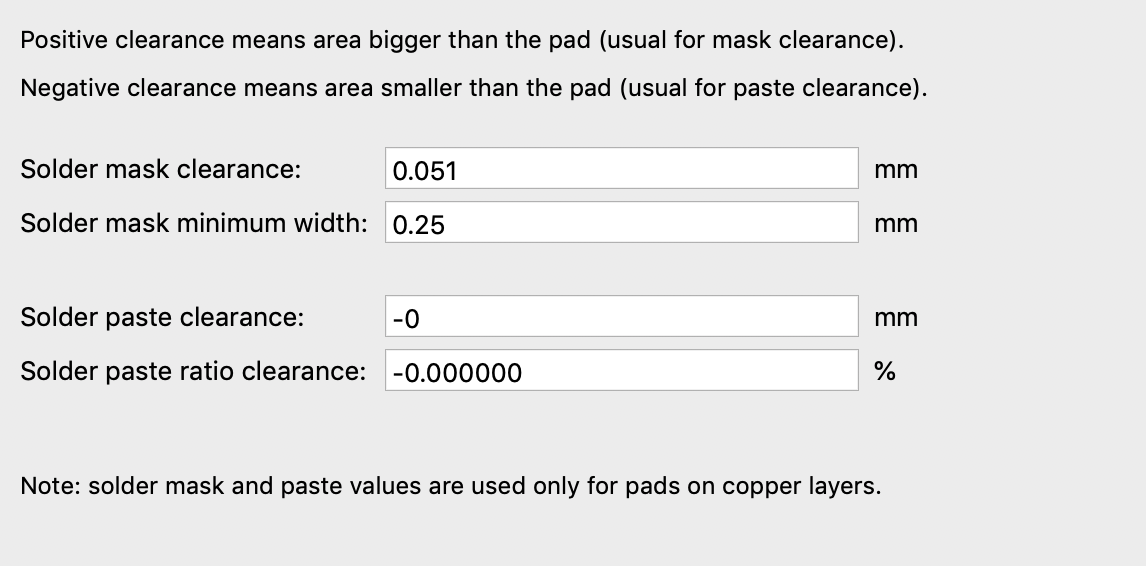 Positive clearance means area bigger than the pad (usual for mask clearance).
Negative clearance means area smaller than the pad (usual for paste clearance).
Solder mask clearance: 0.051 mm
Solder mask minimum width: 0.25 mm
Solder paste clearance: -0 mm
Solder paste ratio clearance: -0.000000 %
Note: solder mask and paste values are used only for pads on copper layers.